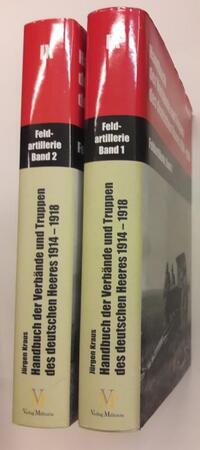 IX
Feld-
artillerie
Band 2
Jürgen Kraus
Handbuch der Verbände und Truppen
des deutschen Heeres 1914 – 1918
Verlag Militaria
Feld-
artillerie
Band 1
Jürgen Kraus
Handbuch der Verbände und Truppen
des deutschen Heeres 1914 – 1918
Verlag Militaria